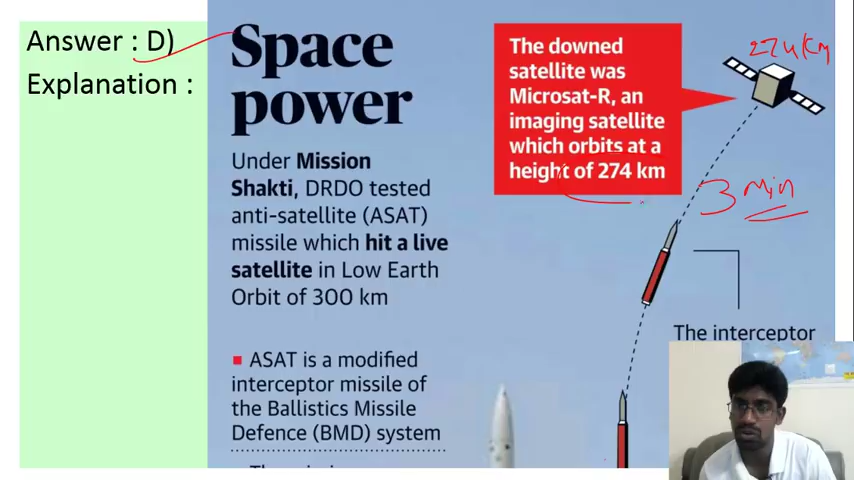 Answer : D)
Explanation :
Space
power
Under Mission
Shakti, DRDO tested
anti-satellite (ASAT)
missile which hit a live
satellite in Low Earth
Orbit of 300 km
■ ASAT is a modified
interceptor missile of
the Ballistics Missile
Defence (BMD) system
The downed
satellite was
Microsat-R, an
imaging satellite
which orbits at a
height of 274 km
274 Km
3 Min
The interceptor